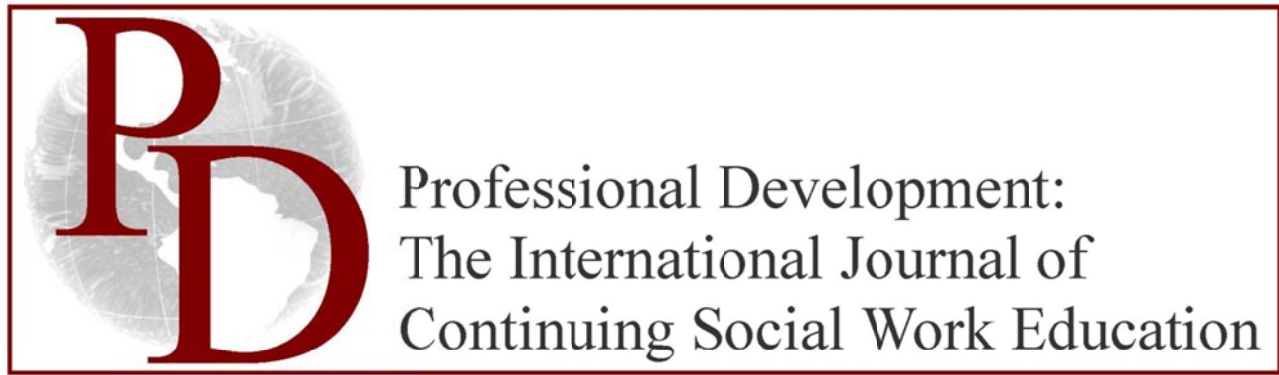 PD
Professional Development:
The International Journal of
Continuing Social Work Education